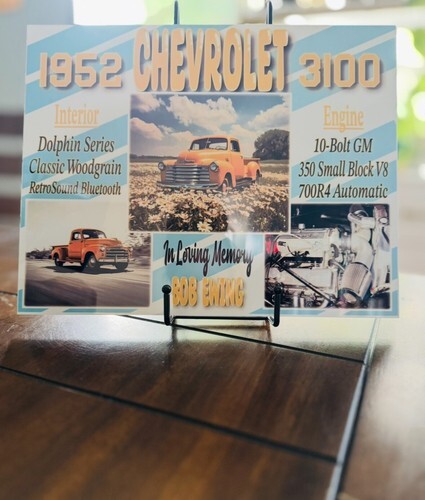 1952 CHEVROLET 3100
Interior
Dolphin Series
Classic Woodgrain
RetroSound Bluetooth
Engine
10-Bolt GM
350 Small Block V8
700R4 Automatic
In Loving Memory
BOB EWING